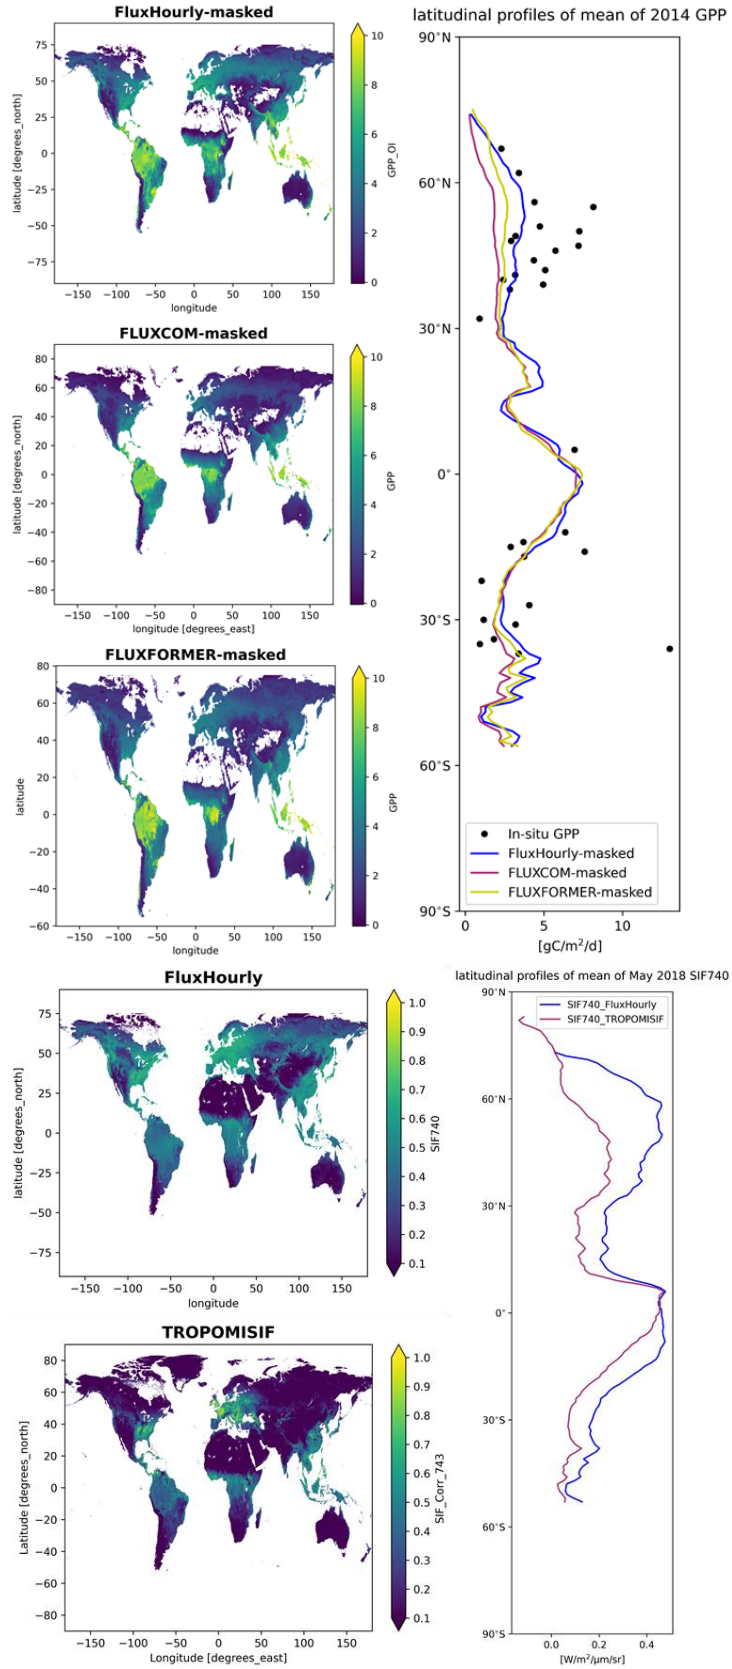 FluxHourly-masked
75
50
25
0
−25
−50
−75
latitude [degrees_north]
−150 −100 −50 0 50 100 150
longitude
10
8
6
4
2
0
GPP_OI
FLUXCOM-masked
80
60
40
20
0
−20
−40
−60
−80
latitude [degrees_north]
−150 −100 −50 0 50 100 150
longitude [degrees_east]
10
8
6
4
2
0
GPP
FLUXFORMER-masked
80
60
40
20
0
−20
−40
−60
latitude
−150 −100 −50 0 50 100 150
longitude
10
8
6
4
2
0
GPP
latitudinal profiles of mean of 2014 GPP
90°N
60°N
30°N
0°
30°S
60°S
90°S
In-situ GPP
FluxHourly-masked
FLUXCOM-masked
FLUXFORMER-masked
0 5 10
[gC/m²/d]
FluxHourly
75
50
25
0
−25
−50
−75
latitude [degrees_north]
−150 −100 −50 0 50 100 150
longitude
1.0
0.9
0.8
0.7
0.6
0.5
0.4
0.3
0.2
0.1
SIF740
latitudinal profiles of mean of May 2018 SIF740
90°N
60°N
30°N
0°
30°S
60°S
90°S
SIF740_FluxHourly
SIF740_TROPOMISIF
0.0 0.2 0.4
[W/m²/μm/sr]
TROPOMISIF
80
60
40
20
0
−20
−40
−60
−80
Latitude [degrees_north]
−150 −100 −50 0 50 100 150
Longitude [degrees_east]
1.0
0.9
0.8
0.7
0.6
0.5
0.4
0.3
0.2
0.1
SIF_Corr_743